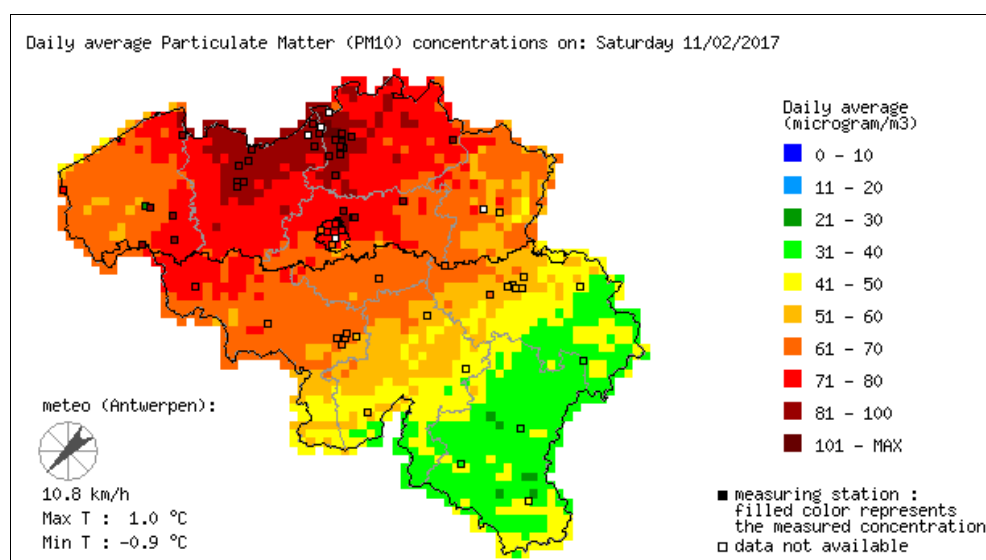 Daily average Particulate Matter (PM10) concentrations on: Saturday 11/02/2017
Daily average
(microgram/m3)
0 - 10
11 - 20
21 - 30
31 - 40
41 - 50
51 - 60
61 - 70
71 - 80
81 - 100
101 - MAX
meteo (Antwerpen):
10.8 km/h
Max T : 1.0 °C
Min T : -0.9 °C
measuring station :
filled color represents
the measured concentration
data not available